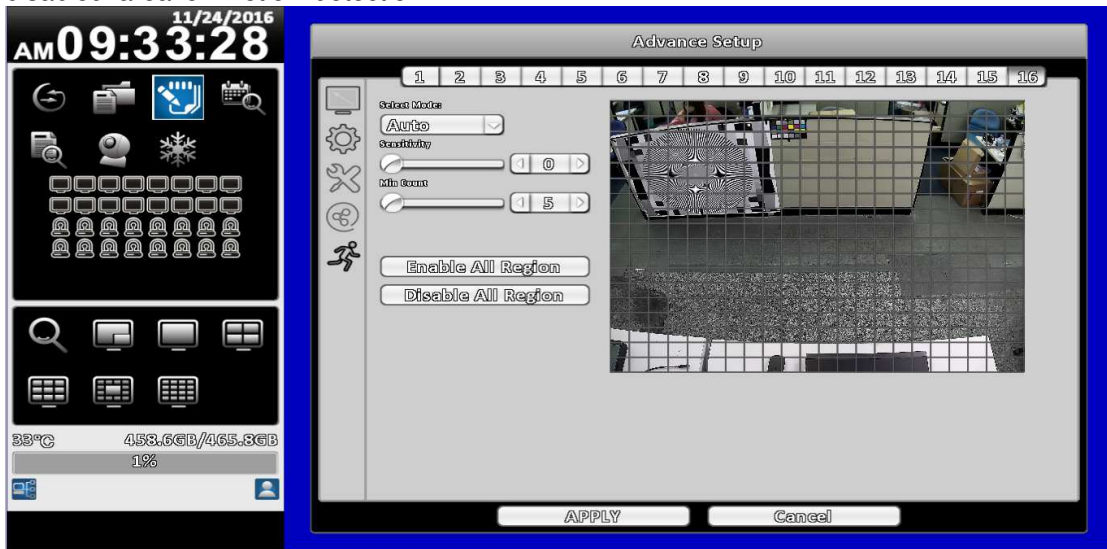 11/24/2016
AM 09:33:28
Advance Setup
1 2 3 4 5 6 7 8 9 10 11 12 13 14 15 16
Select Mode:
Auto
Sensitivity
0
Min Count
5
Enable All Region
Disable All Region
33°C 458.6GB/465.8GB
1%
APPLY Cancel